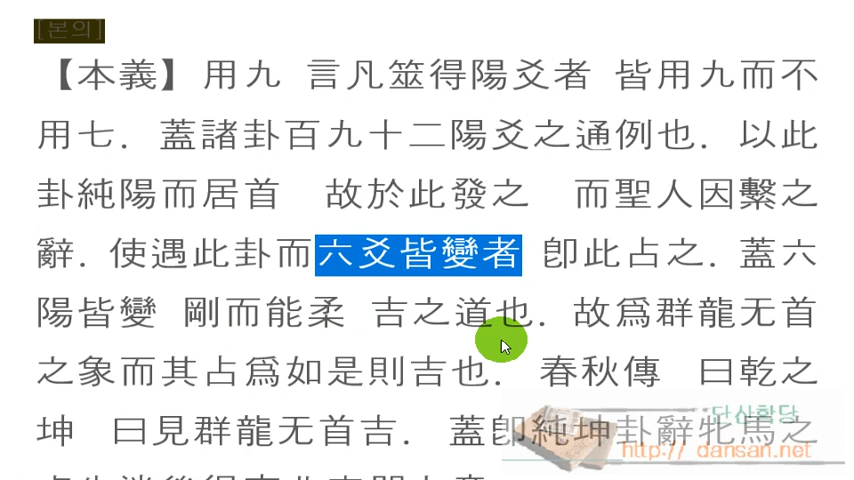 [본의]
【本義】 用九 言凡筮得陽爻者 皆用九而不
用七. 蓋諸卦百九十二陽爻之通例也. 以此
卦純陽而居首 故於此發之 而聖人因繫之
辭. 使遇此卦而六爻皆變者 卽此占之. 蓋六
陽皆變 剛而能柔 吉之道也. 故爲群龍无首
之象而其占爲如是則吉也. 春秋傳 曰乾之
坤 曰見群龍无首吉. 蓋卽純坤卦辭牝馬之
단산학당
http:// dansan.net